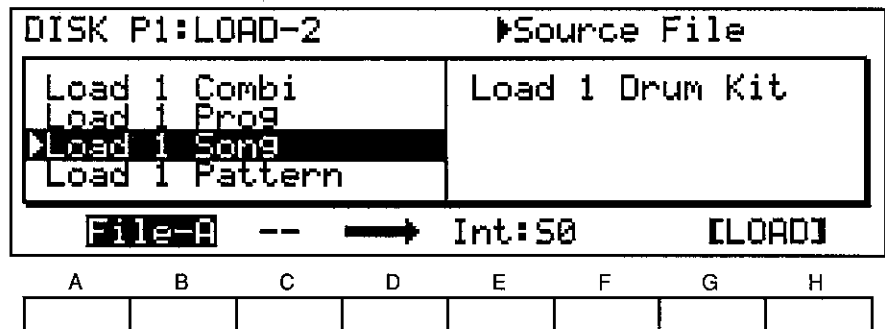 DISK P1:LOAD-2 ▶Source File
Load 1 Combi Load 1 Drum Kit
Load 1 Prog
▶Load 1 Song
Load 1 Pattern
File-A -- → Int:S0 [LOAD]
A B C D E F G H